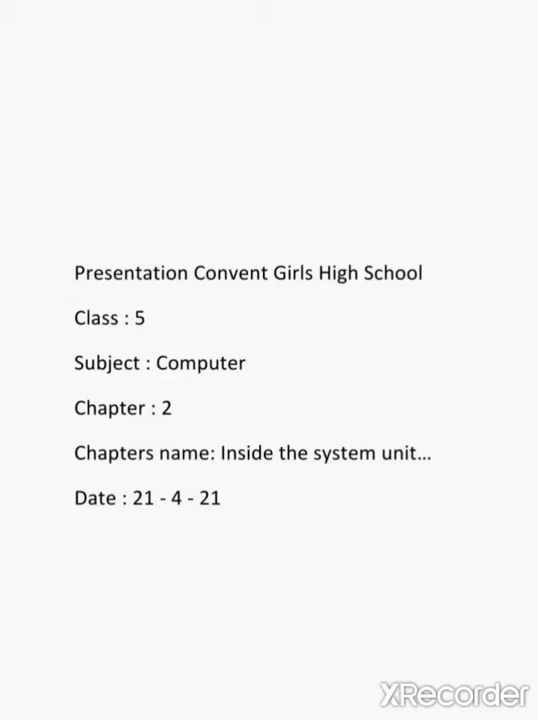 Presentation Convent Girls High School
Class : 5
Subject : Computer
Chapter : 2
Chapters name: Inside the system unit...
Date : 21 - 4 - 21
XRecorder